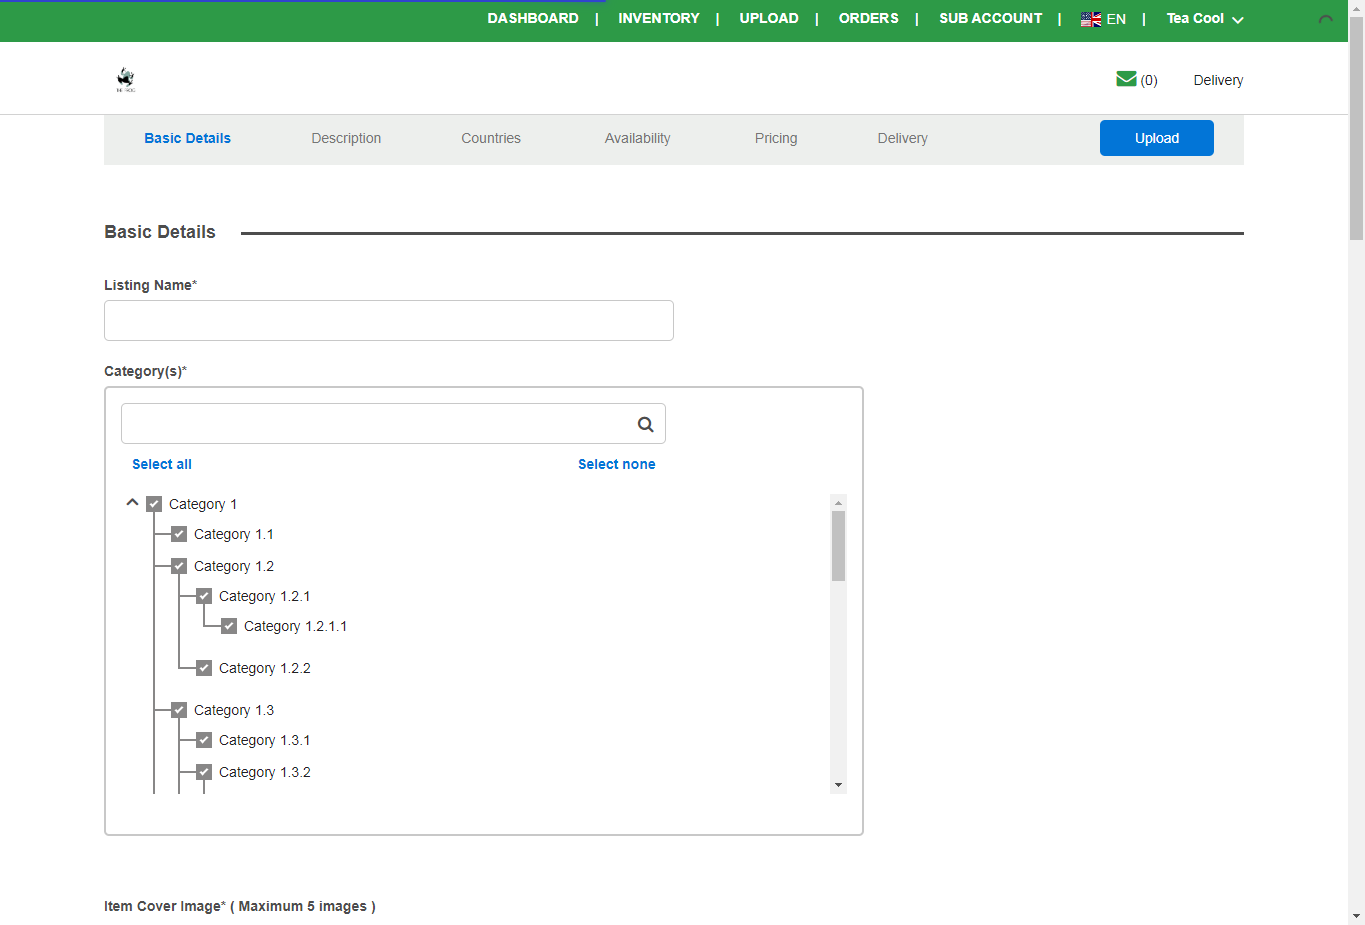 DASHBOARD | INVENTORY | UPLOAD | ORDERS | SUB ACCOUNT | EN | Tea Cool
(0) Delivery
Basic Details Description Countries Availability Pricing Delivery Upload
Basic Details
Listing Name*
Category(s)*
Select all Select none
Category 1
Category 1.1
Category 1.2
Category 1.2.1
Category 1.2.1.1
Category 1.2.2
Category 1.3
Category 1.3.1
Category 1.3.2
Item Cover Image* ( Maximum 5 images )